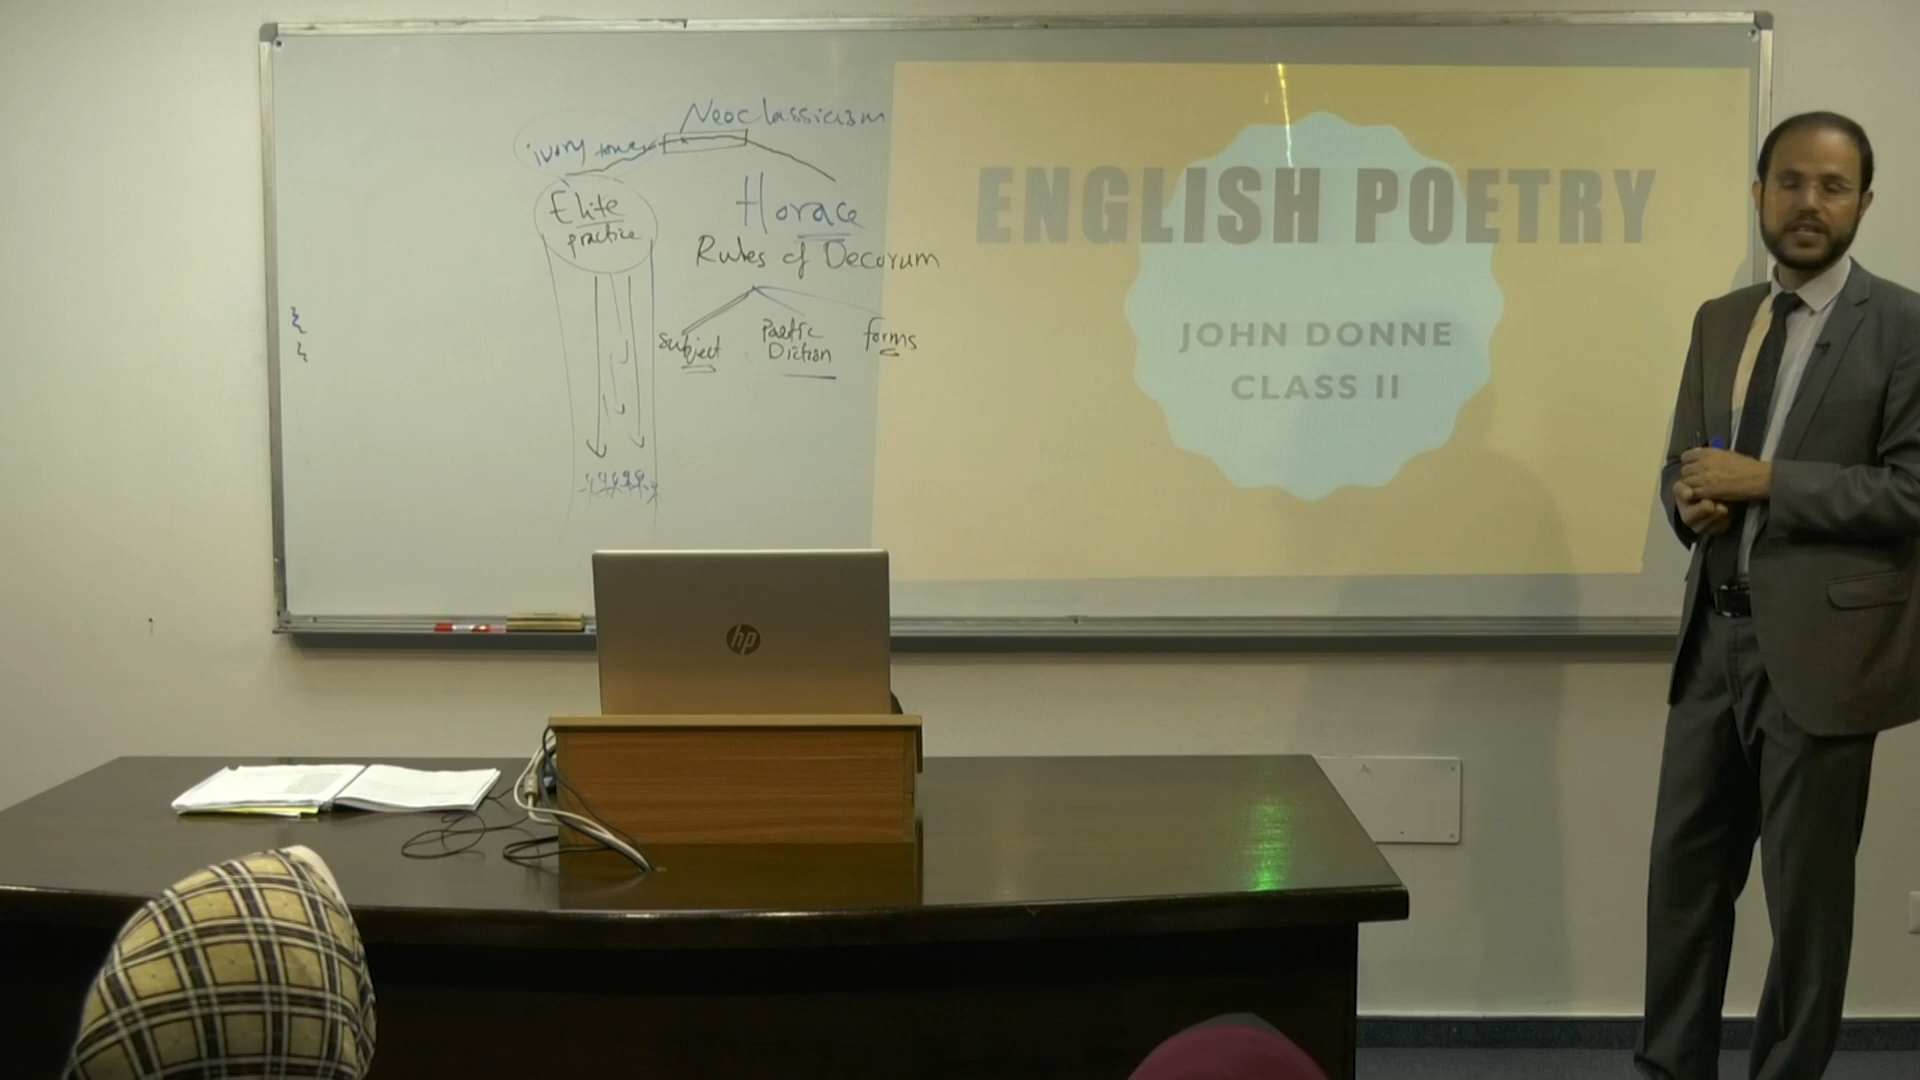 Neoclassicism
ivory tower
Elite
practice
Horace
Rules of Decorum
Subject
Poetic
Diction
forms
ENGLISH POETRY
JOHN DONNE
CLASS II
hp